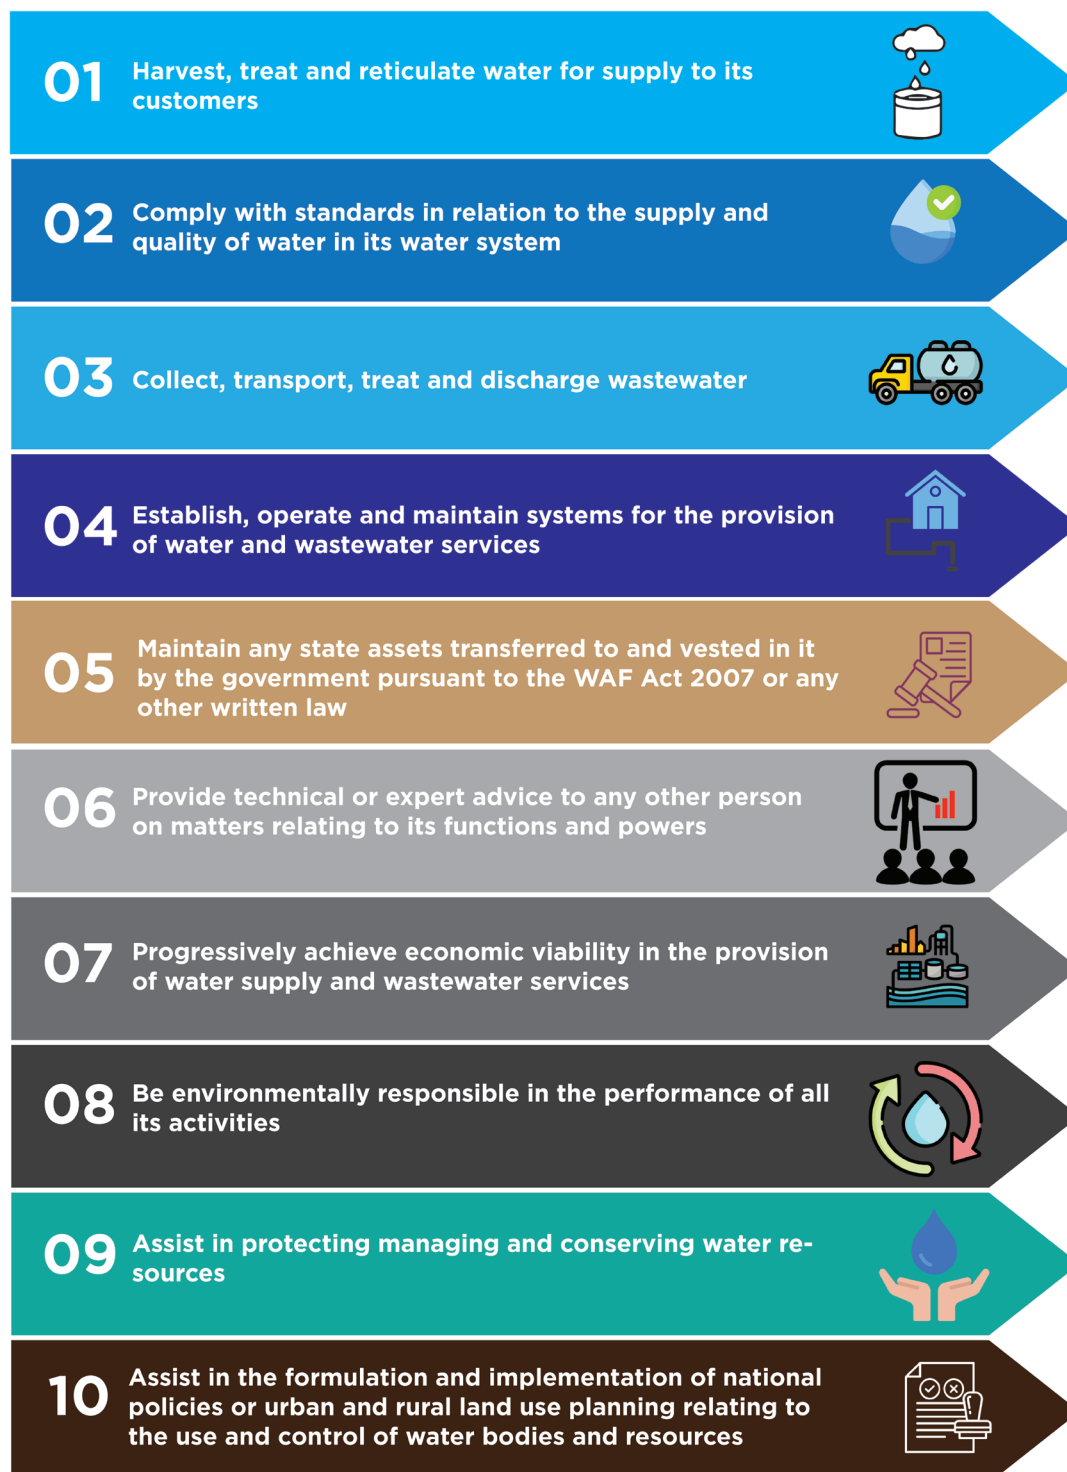 01
Harvest, treat and reticulate water for supply to its
customers
02
Comply with standards in relation to the supply and
quality of water in its water system
03
Collect, transport, treat and discharge wastewater
04
Establish, operate and maintain systems for the provision
of water and wastewater services
05
Maintain any state assets transferred to and vested in it
by the government pursuant to the WAF Act 2007 or any
other written law
06
Provide technical or expert advice to any other person
on matters relating to its functions and powers
07
Progressively achieve economic viability in the provision
of water supply and wastewater services
08
Be environmentally responsible in the performance of all
its activities
09
Assist in protecting managing and conserving water re-
sources
10
Assist in the formulation and implementation of national
policies or urban and rural land use planning relating to
the use and control of water bodies and resources